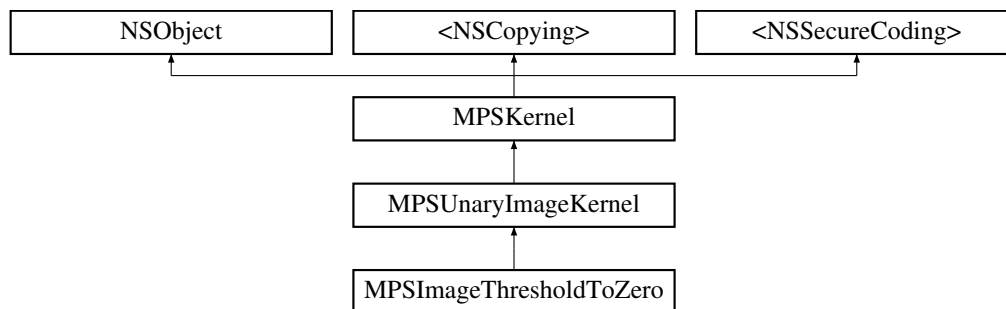 NSObject
<NSCopying>
<NSSecureCoding>
MPSKernel
MPSUnaryImageKernel
MPSImageThresholdToZero